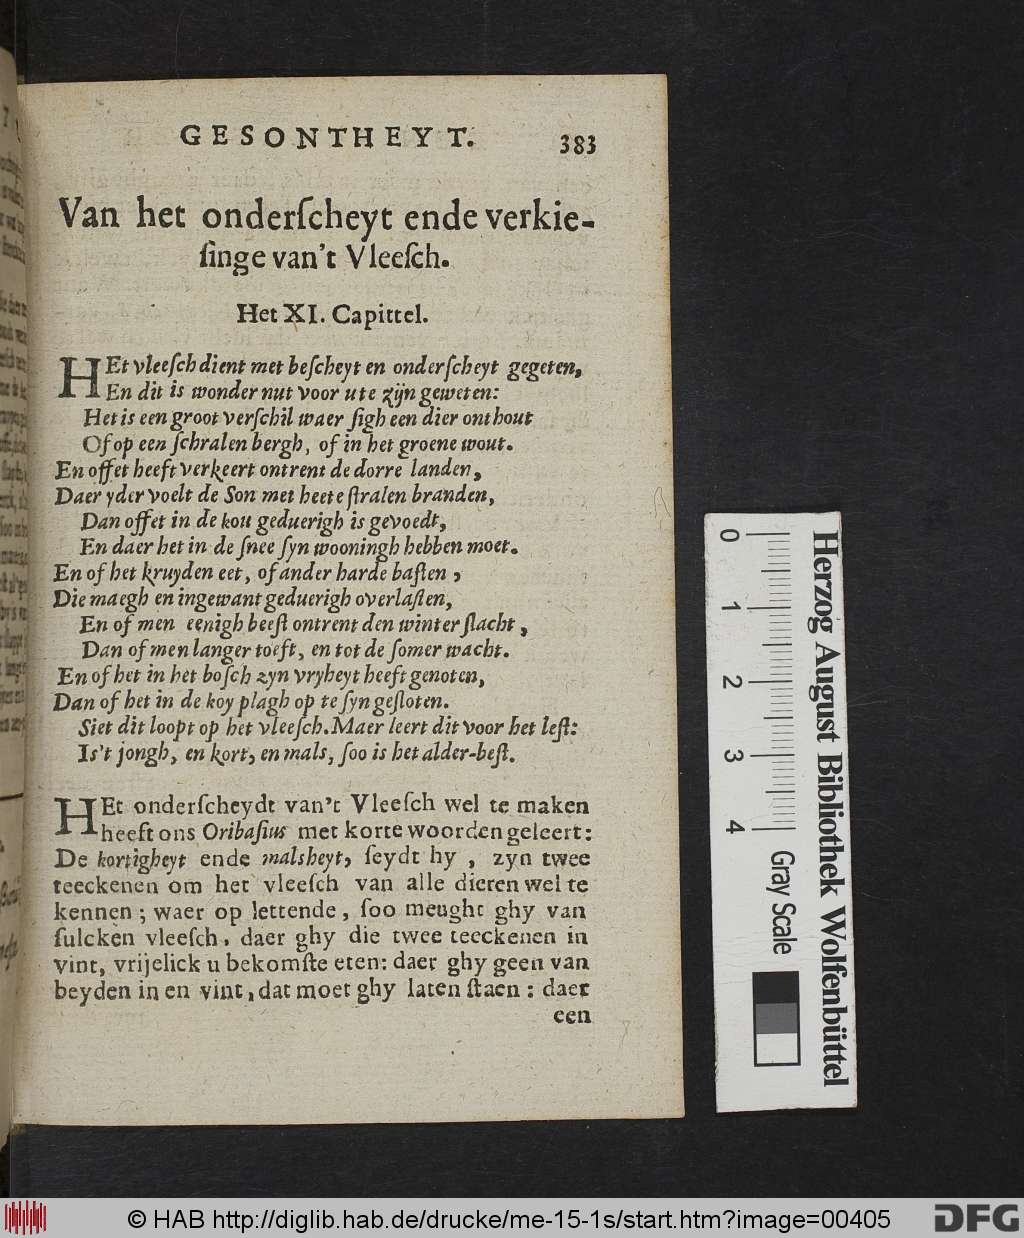 GESONTHEYT. 383
Van het onderſcheyt ende verkie-
ſinge van't Vleeſch.
Het XI. Capittel.
HEt vleeſch dient met beſcheyt en onderſcheyt gegeten,
En dit is wonder nut voor u te zijn geweten:
Het is een groot verſchil waer ſigh een dier onthout
Of op een ſchralen bergh, of in het groene wout.
En offet heeft verkeert ontrent de dorre landen,
Daer yder voelt de Son met heete ſtralen branden,
Dan offet in de kou geduerigh is gevoedt,
En daer het in de ſnee ſyn wooningh hebben moet.
En of het kruyden eet, of ander harde baſten,
Die maegh en ingewant geduerigh overlaſten,
En of men eenigh beeſt ontrent den winter ſlacht,
Dan of men langer toeft, en tot de ſomer wacht.
En of het in het boſch zyn vryheyt heeft genoten,
Dan of het in de koy plagh op te ſyn geſloten.
Siet dit loopt op het vleeſch. Maer leert dit voor het leſt:
Is't jongh, en kort, en mals, ſoo is het alder-beſt.
HEt onderſcheydt van't Vleeſch wel te maken
heeft ons Oribaſius met korte woorden geleert:
De kortigheyt ende malsheyt, ſeydt hy, zyn twee
teeckenen om het vleeſch van alle dieren wel te
kennen; waer op lettende, ſoo meught ghy van
ſulcken vleeſch, daer ghy die twee teeckenen in
vint, vrijelick u bekomſte eten: daer ghy geen van
beyden in en vint, dat moet ghy laten ſtaen: daer
een
0 1 2 3 4
Gray Scale
Herzog August Bibliothek Wolfenbüttel
© HAB http://diglib.hab.de/drucke/me-15-1s/start.htm?image=00405
DFG